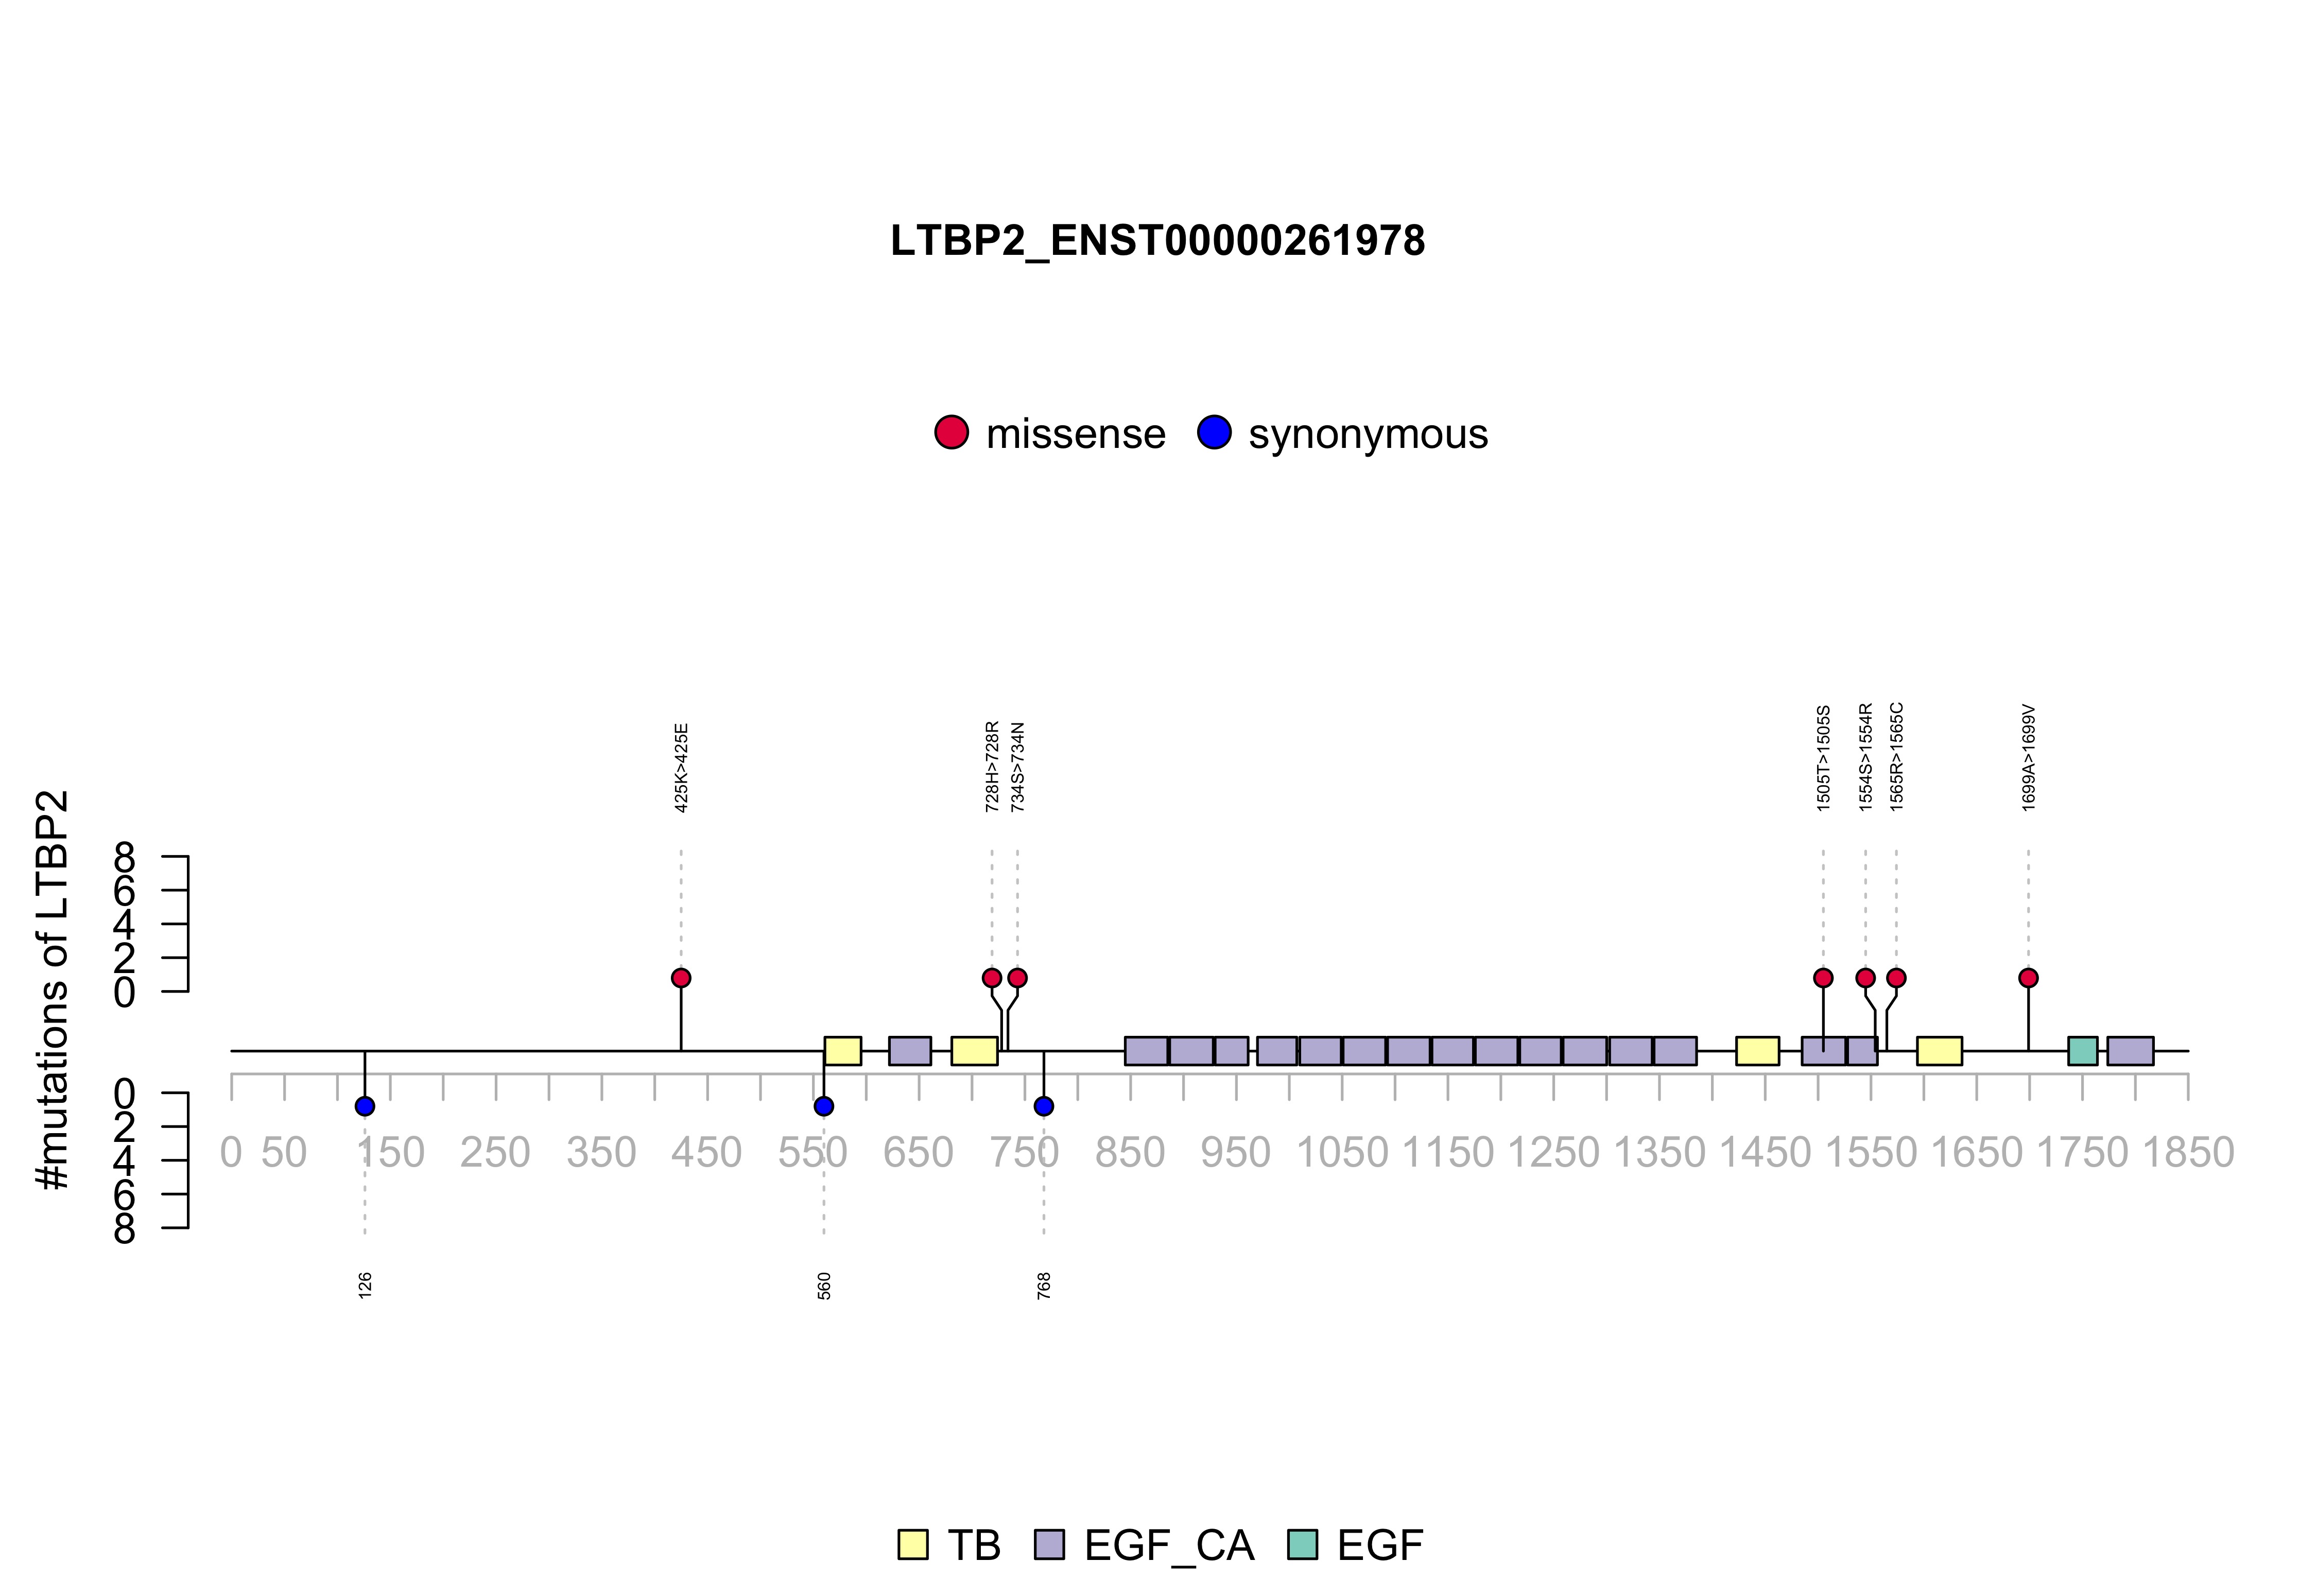 LTBP2_ENST00000261978
missense synonymous
425K>425E
728H>728R
734S>734N
1505T>1505S
1554S>1554R
1565R>1565C
1699A>1699V
#mutations of LTBP2
8
6
4
2
0
0
2
4
6
8
0 50 150 250 350 450 550 650 750 850 950 1050 1150 1250 1350 1450 1550 1650 1750 1850
126
560
768
TB EGF_CA EGF